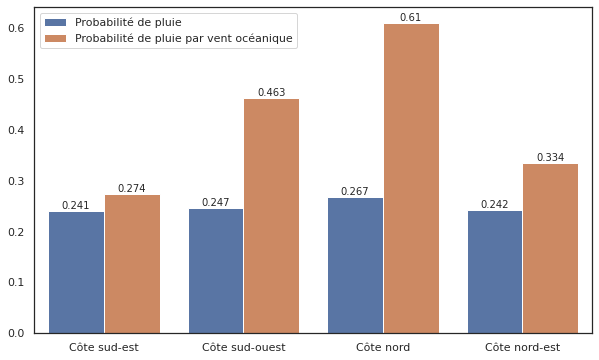 Probabilité de pluie
Probabilité de pluie par vent océanique
0.6
0.5
0.4
0.3
0.2
0.1
0.0
0.241
0.274
0.247
0.463
0.267
0.61
0.242
0.334
Côte sud-est
Côte sud-ouest
Côte nord
Côte nord-est